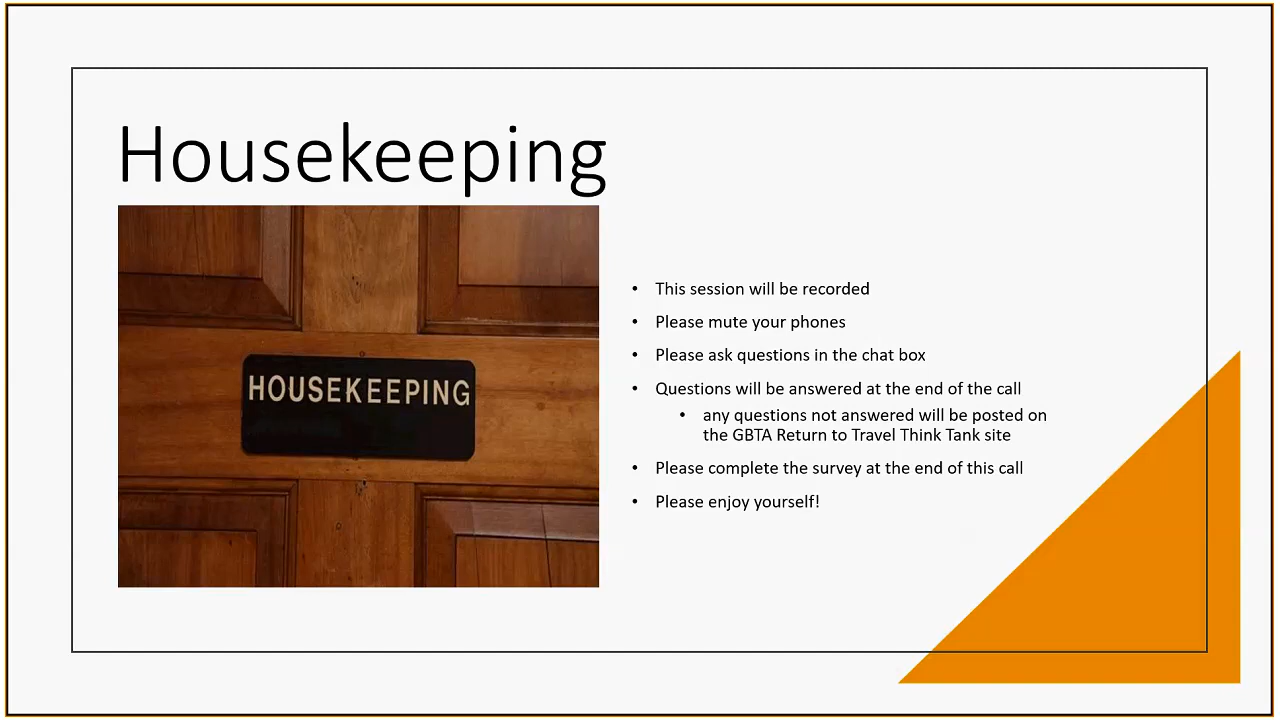 Housekeeping
HOUSEKEEPING
• This session will be recorded
• Please mute your phones
• Please ask questions in the chat box
• Questions will be answered at the end of the call
• any questions not answered will be posted on
the GBTA Return to Travel Think Tank site
• Please complete the survey at the end of this call
• Please enjoy yourself!